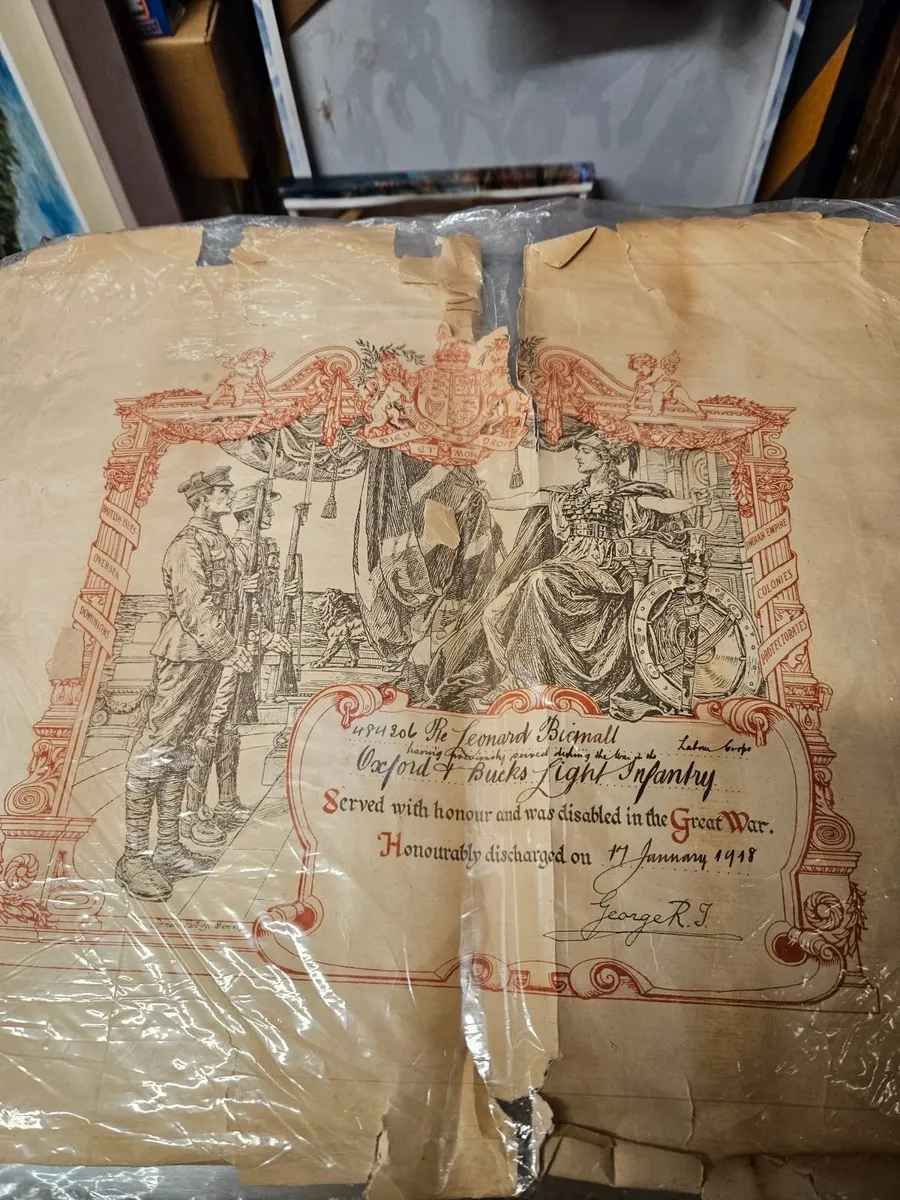 DIEU
ET MON
DROIT
BRITISH ISLES
OVERSEA
DOMINIONS
INDIAN EMPIRE
COLONIES
PROTECTORATES
484206 Pte Leonard Bignall Labour Corps
having previously served during the War in the
Oxford & Bucks Light Infantry
Served with honour and was disabled in the Great War.
Honourably discharged on 17 January 1918
George R.I.